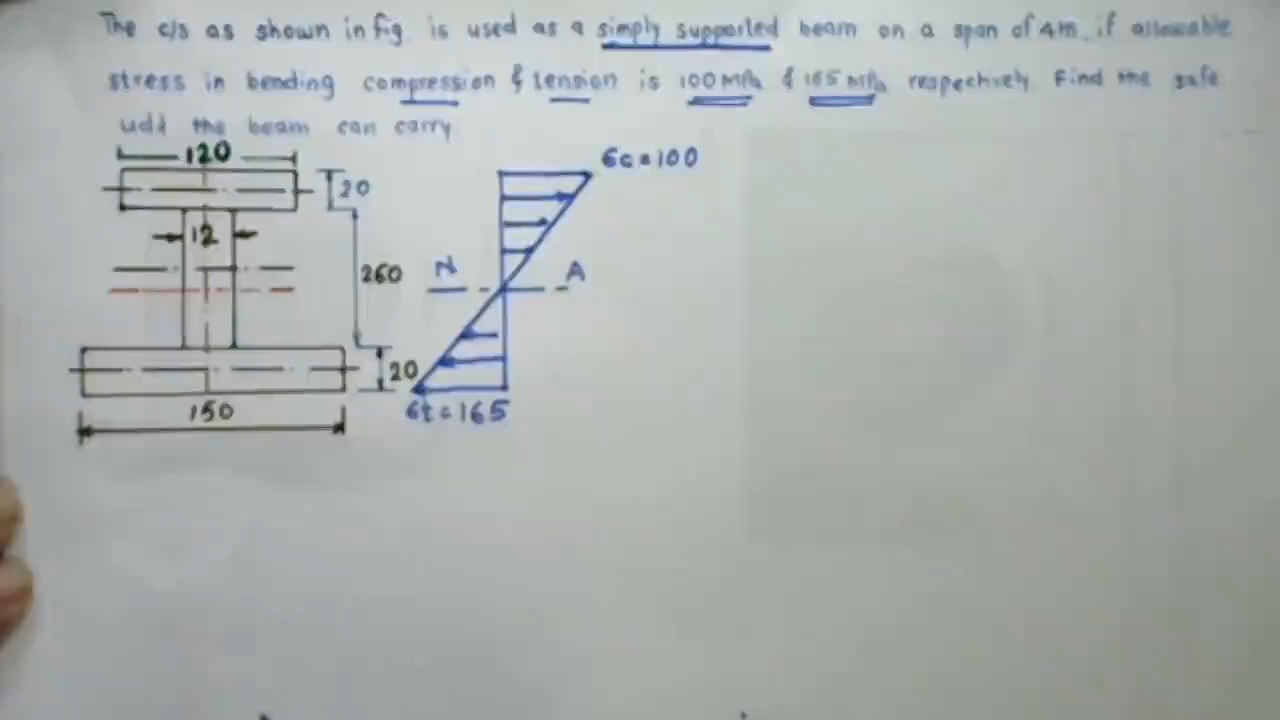 The c/s as shown in fig. is used as a simply supported beam on a span of 4m. if allowable
stress in bending compression & tension is 100 MPa & 165 MPa respectively. Find the safe
udl the beam can carry.
120
20
12
260
20
150
6c = 100
N A
6t = 165